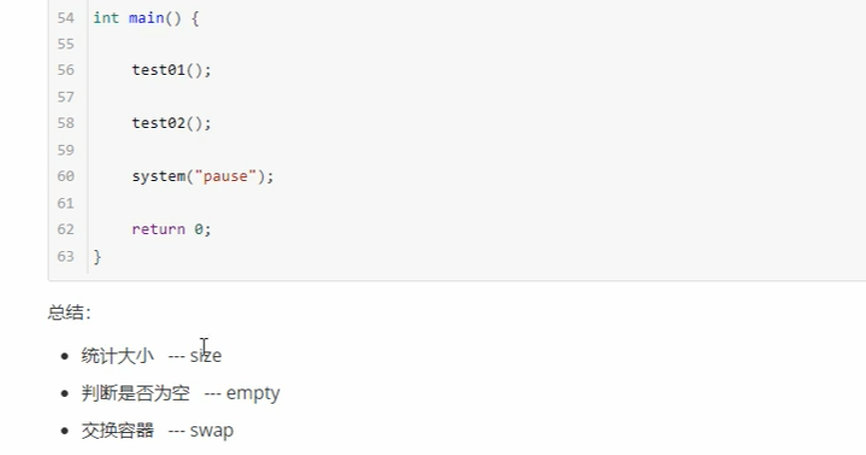 54 int main() {
55
56 test01();
57
58 test02();
59
60 system("pause");
61
62 return 0;
63 }
总结：
统计大小 --- size
判断是否为空 --- empty
交换容器 --- swap